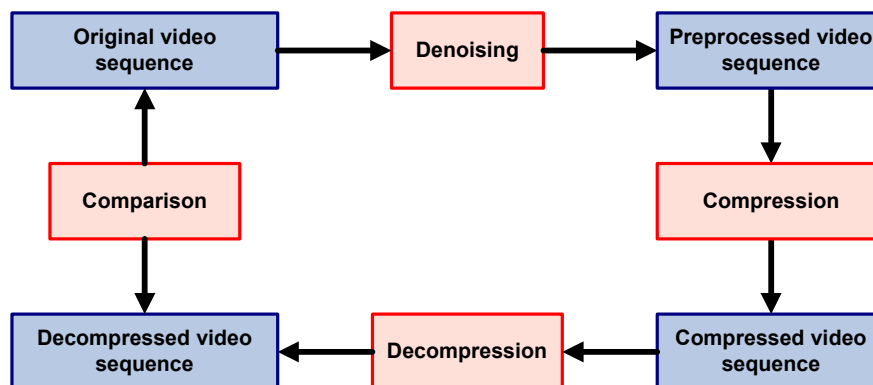 Original video
sequence
Denoising
Preprocessed video
sequence
Comparison
Compression
Decompressed video
sequence
Decompression
Compressed video
sequence